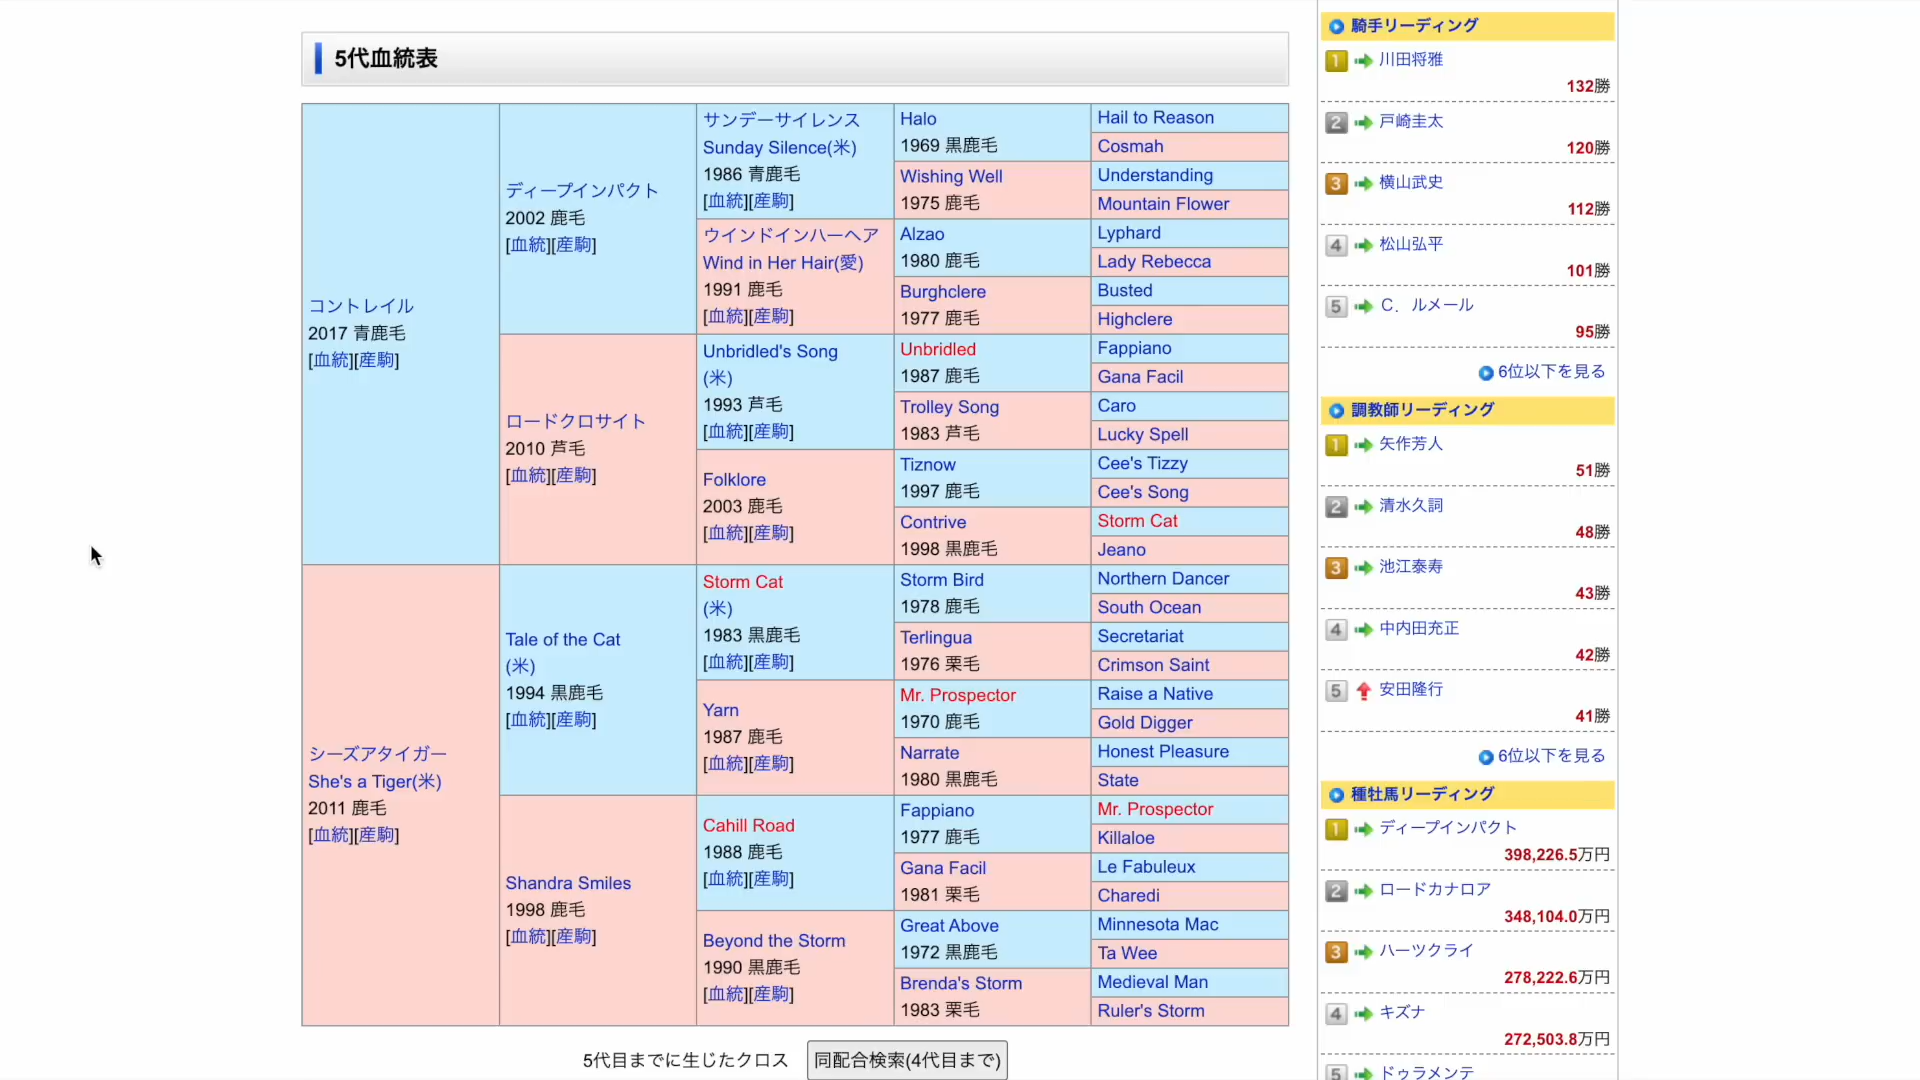 5代血統表
コントレイル
2017 青鹿毛
[血統][産駒]
シーズアタイガー
She's a Tiger(米)
2011 鹿毛
[血統][産駒]
ディープインパクト
2002 鹿毛
[血統][産駒]
ロードクロサイト
2010 芦毛
[血統][産駒]
Tale of the Cat
(米)
1994 黒鹿毛
[血統][産駒]
Shandra Smiles
1998 鹿毛
[血統][産駒]
サンデーサイレンス
Sunday Silence(米)
1986 青鹿毛
[血統][産駒]
ウインドインハーヘア
Wind in Her Hair(愛)
1991 鹿毛
[血統][産駒]
Unbridled's Song
(米)
1993 芦毛
[血統][産駒]
Folklore
2003 鹿毛
[血統][産駒]
Storm Cat
(米)
1983 黒鹿毛
[血統][産駒]
Yarn
1987 鹿毛
[血統][産駒]
Cahill Road
1988 鹿毛
[血統][産駒]
Beyond the Storm
1990 黒鹿毛
[血統][産駒]
Halo
1969 黒鹿毛
Wishing Well
1975 鹿毛
Alzao
1980 鹿毛
Burghclere
1977 鹿毛
Unbridled
1987 鹿毛
Trolley Song
1983 芦毛
Tiznow
1997 鹿毛
Contrive
1998 黒鹿毛
Storm Bird
1978 鹿毛
Terlingua
1976 栗毛
Mr. Prospector
1970 鹿毛
Narrate
1980 黒鹿毛
Fappiano
1977 鹿毛
Gana Facil
1981 栗毛
Great Above
1972 黒鹿毛
Brenda's Storm
1983 栗毛
Hail to Reason
Cosmah
Understanding
Mountain Flower
Lyphard
Lady Rebecca
Busted
Highclere
Fappiano
Gana Facil
Caro
Lucky Spell
Cee's Tizzy
Cee's Song
Storm Cat
Jeano
Northern Dancer
South Ocean
Secretariat
Crimson Saint
Raise a Native
Gold Digger
Honest Pleasure
State
Mr. Prospector
Killaloe
Le Fabuleux
Charedi
Minnesota Mac
Ta Wee
Medieval Man
Ruler's Storm
5代目までに生じたクロス 同配合検索(4代目まで)
騎手リーディング
1 川田将雅
132勝
2 戸崎圭太
120勝
3 横山武史
112勝
4 松山弘平
101勝
5 C．ルメール
95勝
6位以下を見る
調教師リーディング
1 矢作芳人
51勝
2 清水久詞
48勝
3 池江泰寿
43勝
4 中内田充正
42勝
5 安田隆行
41勝
6位以下を見る
種牡馬リーディング
1 ディープインパクト
398,226.5万円
2 ロードカナロア
348,104.0万円
3 ハーツクライ
278,222.6万円
4 キズナ
272,503.8万円
5 ドゥラメンテ